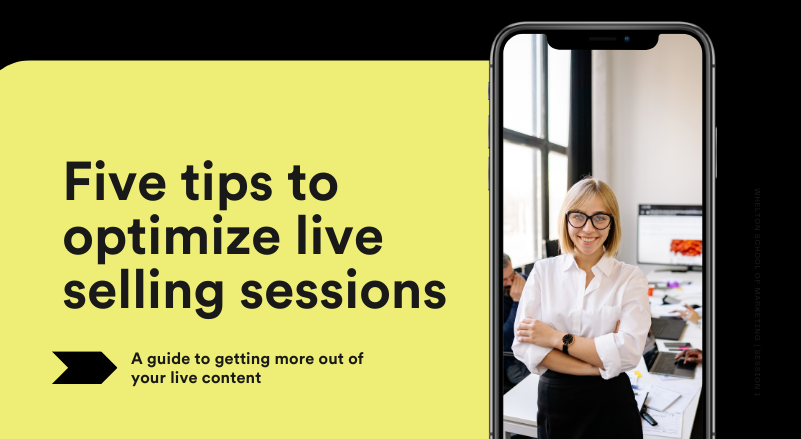 Five tips to
optimize live
selling sessions
A guide to getting more out of
your live content
WHELTON SCHOOL OF MARKETING | SESSION 1